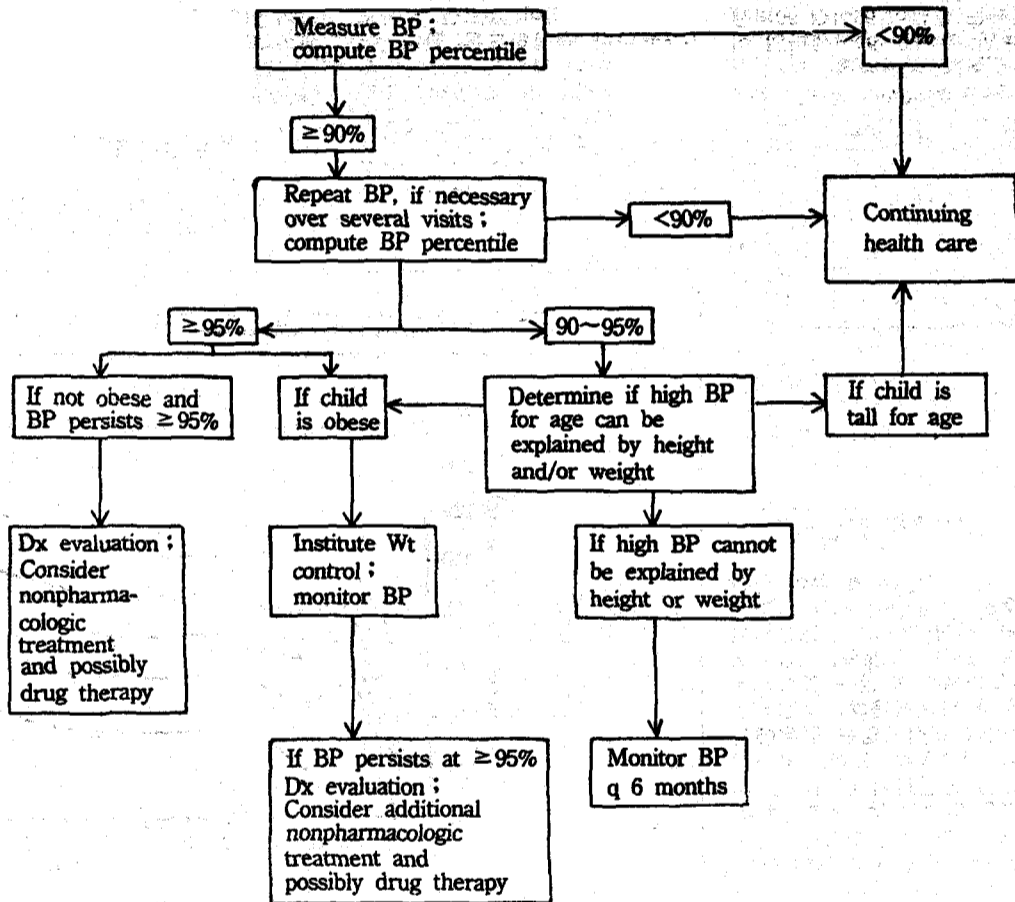 Measure BP ;
compute BP percentile
<90%
≥90%
Repeat BP, if necessary
over several visits ;
compute BP percentile
<90%
Continuing
health care
≥95%
90~95%
If not obese and
BP persists ≥95%
If child
is obese
Determine if high BP
for age can be
explained by height
and/or weight
If child is
tall for age
Dx evaluation ;
Consider
nonpharma-
cologic
treatment
and possibly
drug therapy
Institute Wt
control ;
monitor BP
If high BP cannot
be explained by
height or weight
If BP persists at ≥95%
Dx evaluation ;
Consider additional
nonpharmacologic
treatment and
possibly drug therapy
Monitor BP
q 6 months